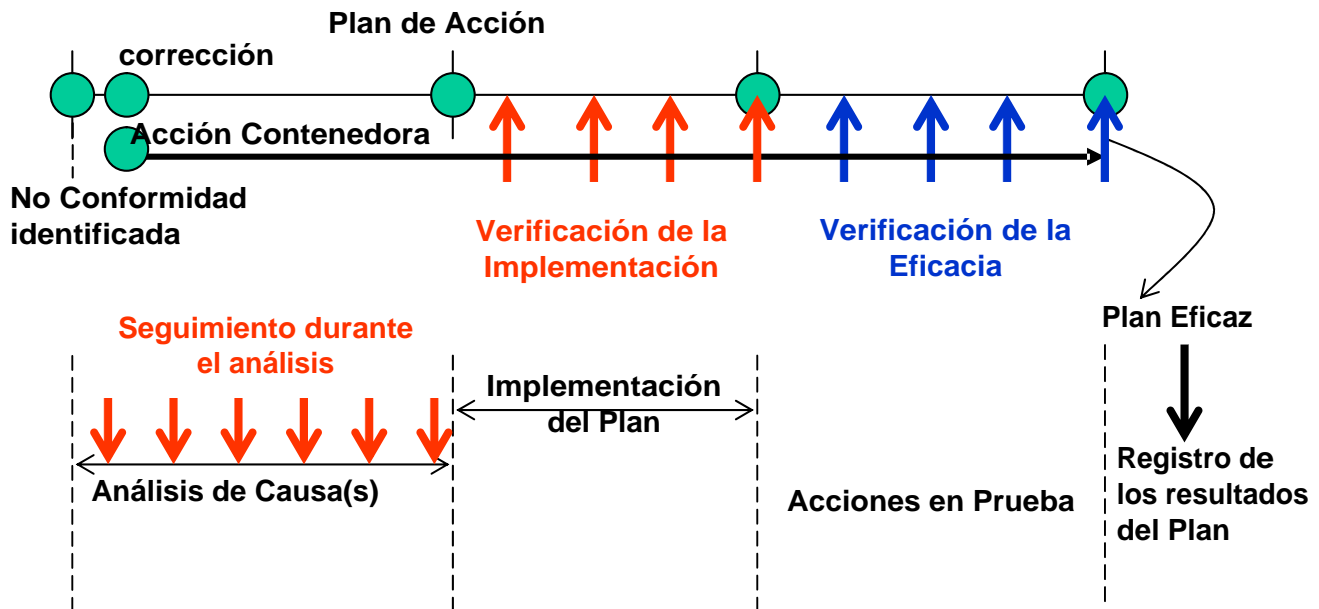 Plan de Acción
corrección
Acción Contenedora
No Conformidad
identificada
Verificación de la
Implementación
Verificación de la
Eficacia
Plan Eficaz
Seguimiento durante
el análisis
Implementación
del Plan
Análisis de Causa(s)
Acciones en Prueba
Registro de
los resultados
del Plan